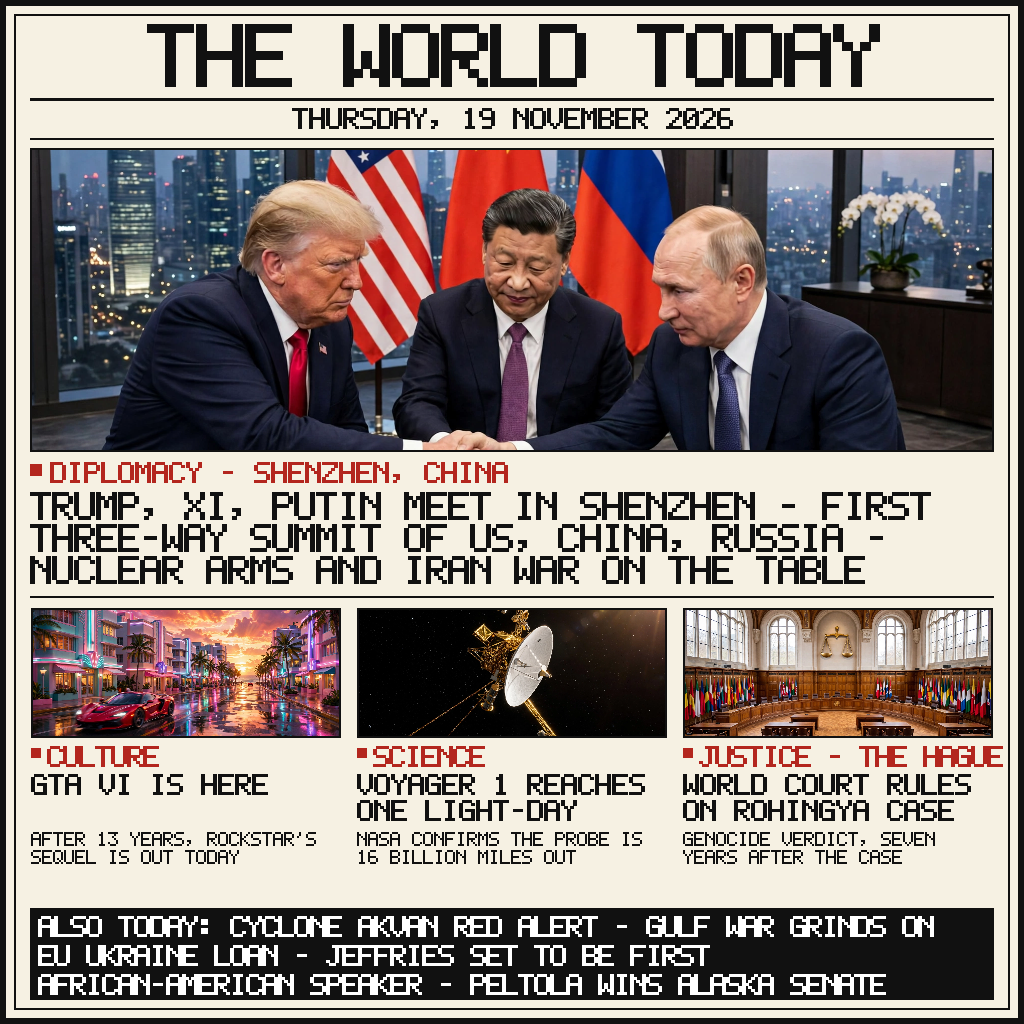 THE WORLD TODAY
THURSDAY, 19 NOVEMBER 2026
DIPLOMACY - SHENZHEN, CHINA
TRUMP, XI, PUTIN MEET IN SHENZHEN - FIRST
THREE-WAY SUMMIT OF US, CHINA, RUSSIA -
NUCLEAR ARMS AND IRAN WAR ON THE TABLE
CULTURE
GTA VI IS HERE
AFTER 13 YEARS, ROCKSTAR'S
SEQUEL IS OUT TODAY
SCIENCE
VOYAGER 1 REACHES
ONE LIGHT-DAY
NASA CONFIRMS THE PROBE IS
16 BILLION MILES OUT
JUSTICE - THE HAGUE
WORLD COURT RULES
ON ROHINGYA CASE
GENOCIDE VERDICT, SEVEN
YEARS AFTER THE CASE
ALSO TODAY: CYCLONE AKVAN RED ALERT - GULF WAR GRINDS ON
EU UKRAINE LOAN - JEFFRIES SET TO BE FIRST
AFRICAN-AMERICAN SPEAKER - PELTOLA WINS ALASKA SENATE